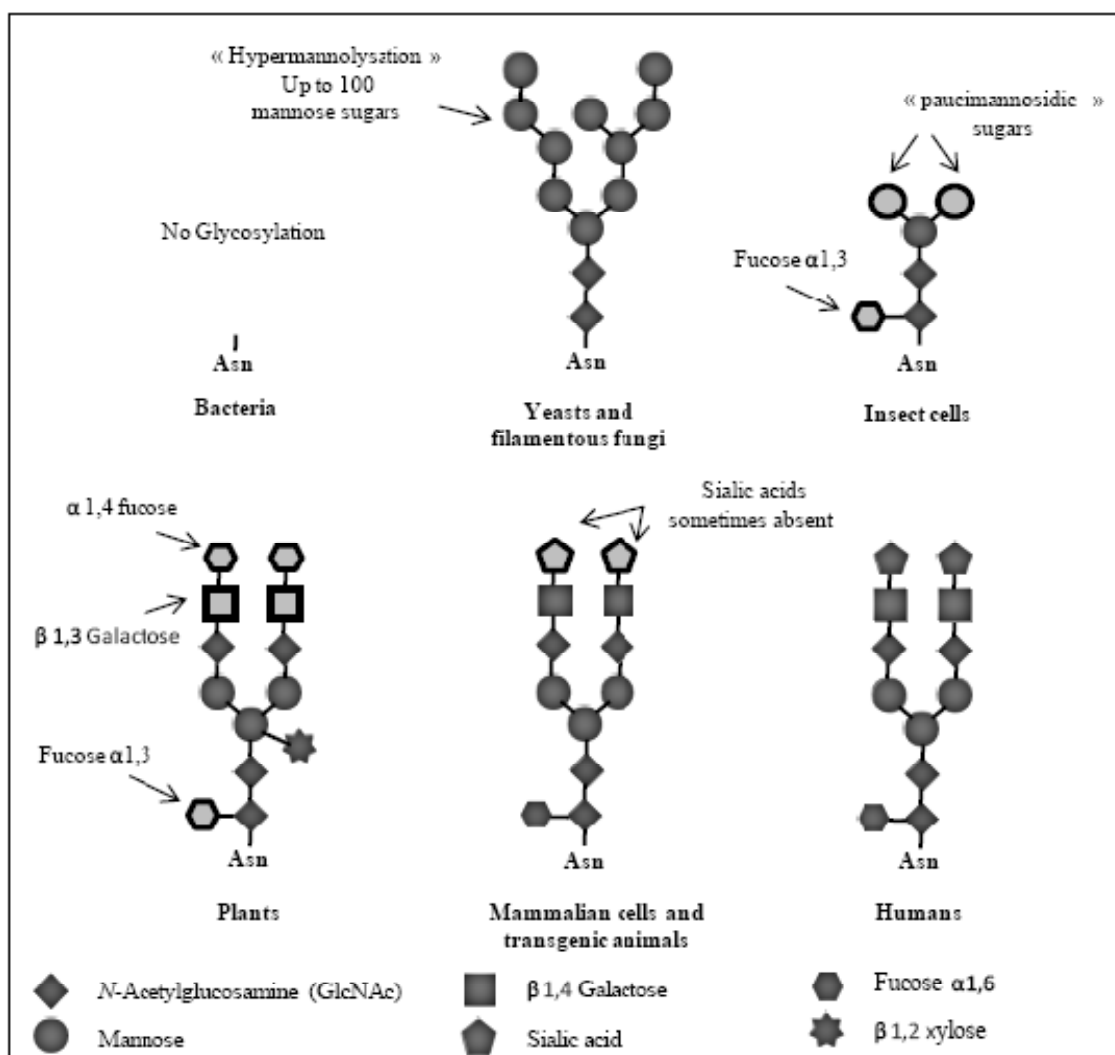 « Hypermannolysation »
Up to 100
mannose sugars
« paucimannosidic »
sugars
No Glycosylation
Fucose α1,3
Asn
Asn
Asn
Bacteria
Yeasts and
filamentous fungi
Insect cells
α 1,4 fucose
Sialic acids
sometimes absent
β 1,3 Galactose
Fucose α1,3
Asn
Asn
Asn
Plants
Mammalian cells and
transgenic animals
Humans
N-Acetylglucosamine (GlcNAc)
β 1,4 Galactose
Fucose α1,6
Mannose
Sialic acid
β 1,2 xylose